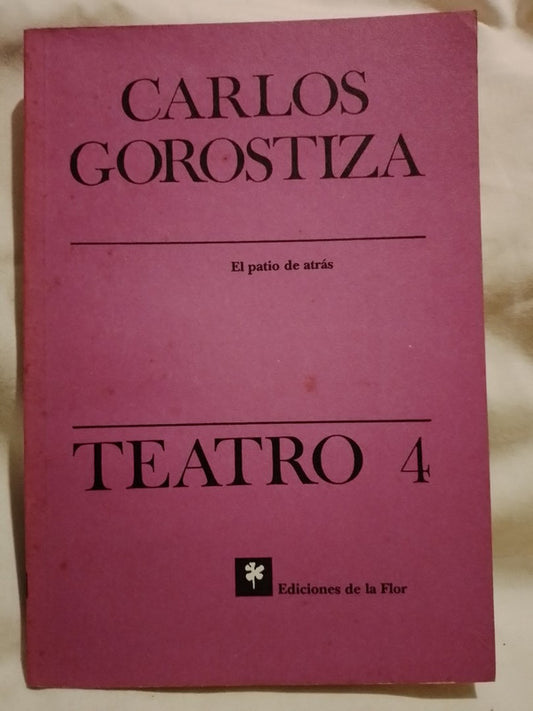 CARLOS
GOROSTIZA
El patio de atrás
TEATRO 4
Ediciones de la Flor